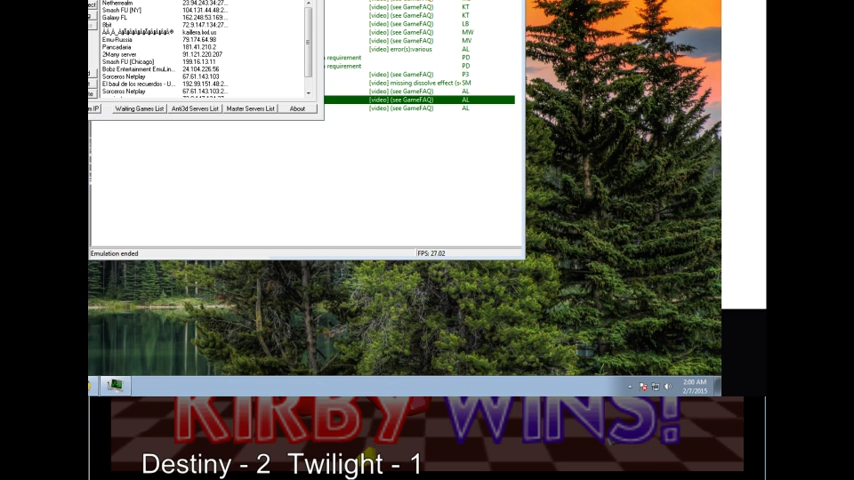 Netherealm 23.94.243.34:27...
Smash FU [NY] 104.131.44.48:2...
Galaxy FL 162.248.53.169...
8bit 72.9.147.134:27...
kaillera.lxd.us
Emu-Russia 79.174.64.98
Pancadaria 181.41.210.2
2Many server 91.121.220.207
Smash FU [Chicago] 199.16.13.11
Bobz Entertainment EmuLin... 24.104.226.56
Sorceros Netplay 67.61.143.103
El baul de los recuerdos - U... 192.99.151.48:2...
Sorceros Netplay 67.61.143.103:2...
Waiting Games List Anti3d Servers List Master Servers List About
[video] (see GameFAQ) KT
[video] (see GameFAQ) KT
[video] (see GameFAQ) LB
[video] (see GameFAQ) MW
[video] (see GameFAQ) MV
[video] error(s):various AL
requirement PD
requirement PD
[video] (see GameFAQ) P3
[video] missing dissolve effect (s SM
[video] (see GameFAQ) AL
[video] (see GameFAQ) AL
[video] (see GameFAQ) AL
Emulation ended FPS: 27.02
2:00 AM
2/7/2015
KIRBY WINS!
Destiny - 2 Twilight - 1